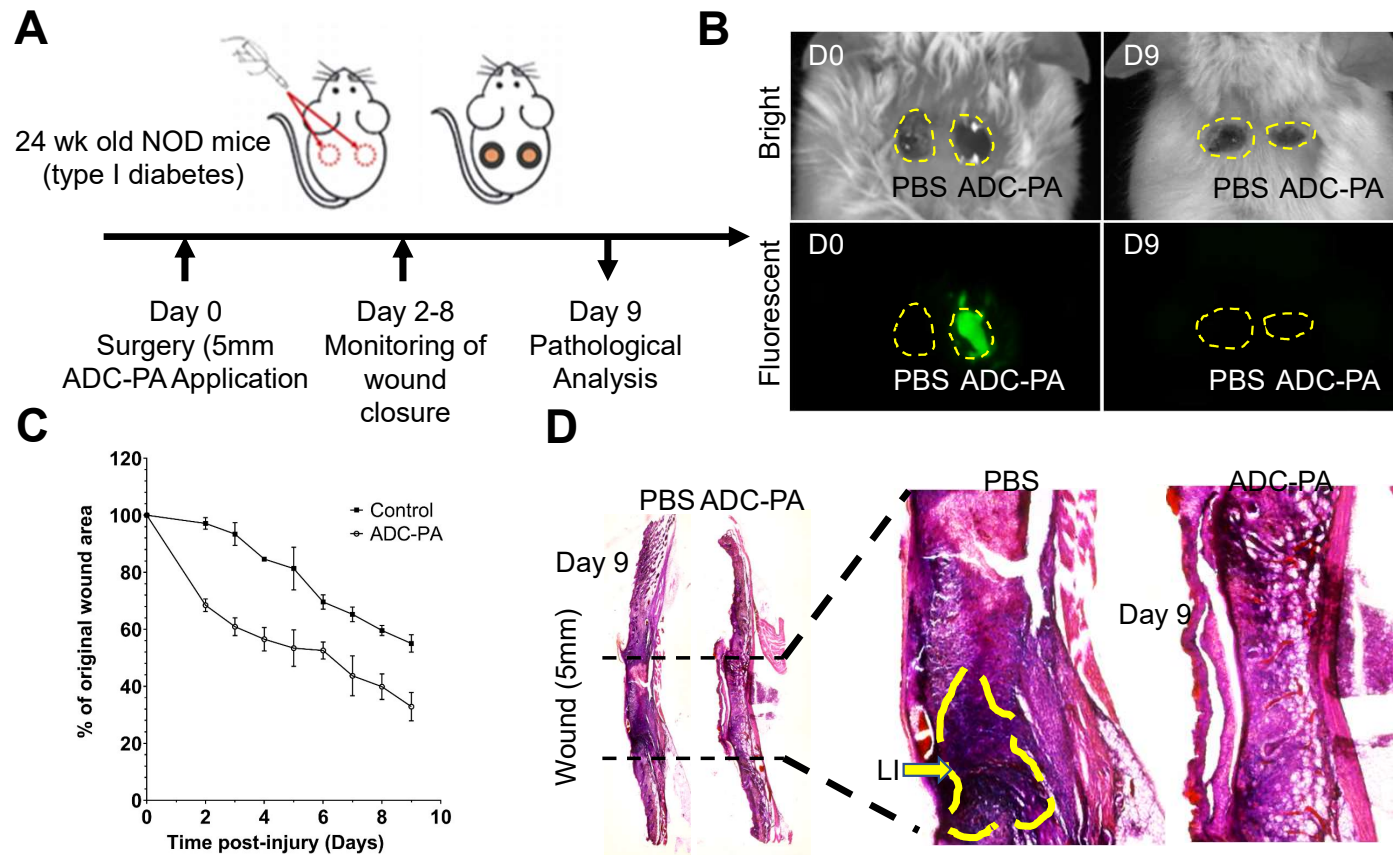 A
24 wk old NOD mice
(type I diabetes)
Day 0
Surgery (5mm
ADC-PA Application
Day 2-8
Monitoring of
wound
closure
Day 9
Pathological
Analysis
B
Bright
D0
PBS ADC-PA
D9
PBS ADC-PA
Fluorescent
D0
PBS ADC-PA
D9
PBS ADC-PA
C
% of original wound area
120
100
80
60
40
20
0
0 2 4 6 8 10
Time post-injury (Days)
Control
ADC-PA
D
PBS ADC-PA
Day 9
Wound (5mm)
PBS
LI
ADC-PA
Day 9